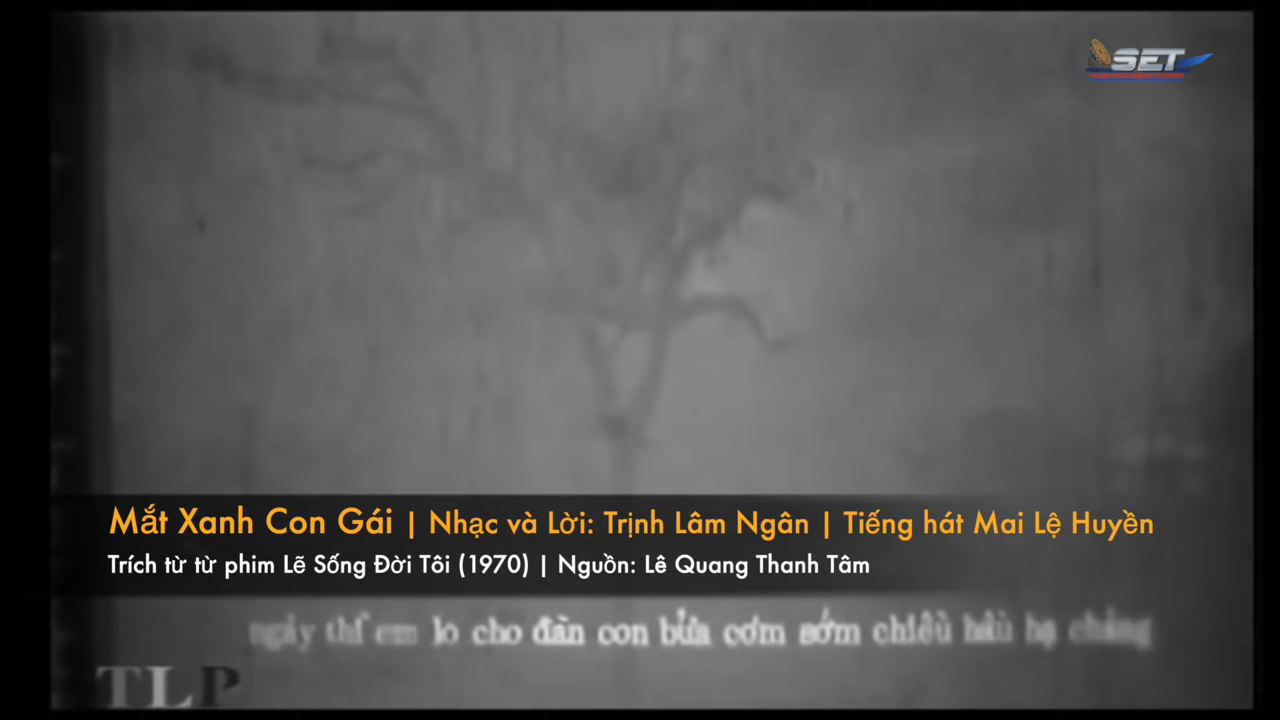 SET
Mắt Xanh Con Gái | Nhạc và Lời: Trịnh Lâm Ngân | Tiếng hát Mai Lệ Huyền
Trích từ từ phim Lẽ Sống Đời Tôi (1970) | Nguồn: Lê Quang Thanh Tâm
ngày thì em lo cho đàn con bữa cơm sớm chiều hầu hạ chàng
TLP